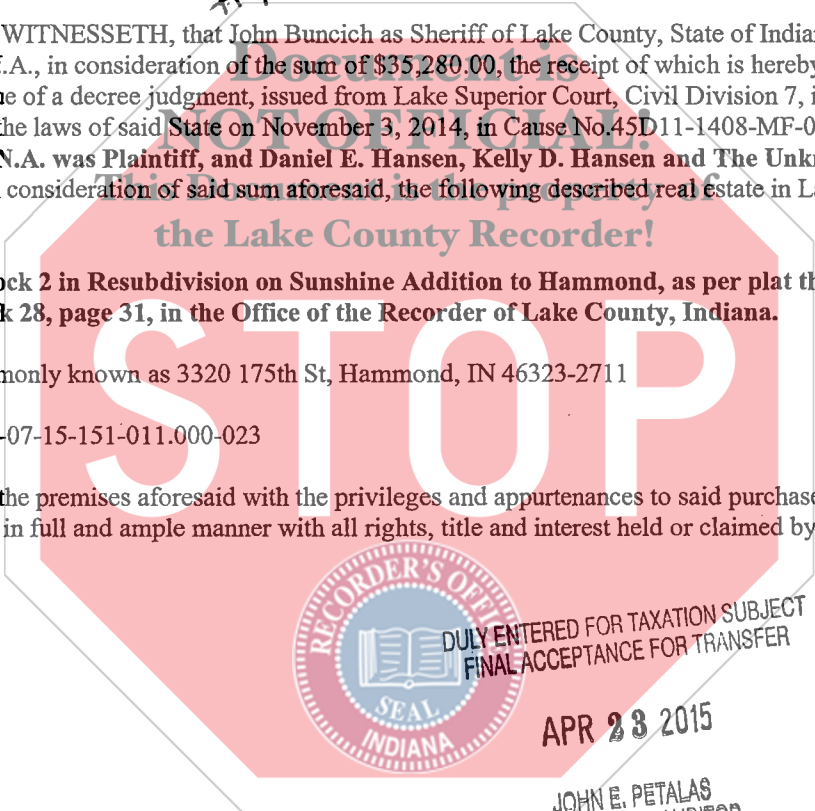 WITNESSETH, that John Buncich as Sheriff of Lake County, State of India
.A., in consideration of the sum of $35,280.00, the receipt of which is hereby
e of a decree judgment, issued from Lake Superior Court, Civil Division 7, i
the laws of said State on November 3, 2014, in Cause No.45D11-1408-MF-0
N.A. was Plaintiff, and Daniel E. Hansen, Kelly D. Hansen and The Unk
consideration of said sum aforesaid, the following described real estate in La
Document is
NOT OFFICIAL!
This Document is the property of
the Lake County Recorder!
ock 2 in Resubdivision on Sunshine Addition to Hammond, as per plat th
k 28, page 31, in the Office of the Recorder of Lake County, Indiana.
STOP
monly known as 3320 175th St, Hammond, IN 46323-2711
-07-15-151-011.000-023
the premises aforesaid with the privileges and appurtenances to said purchase
in full and ample manner with all rights, title and interest held or claimed by
RECORDER'S OFFICE
SEAL
INDIANA
DULY ENTERED FOR TAXATION SUBJECT
FINAL ACCEPTANCE FOR TRANSFER
APR 23 2015
JOHN E. PETALAS